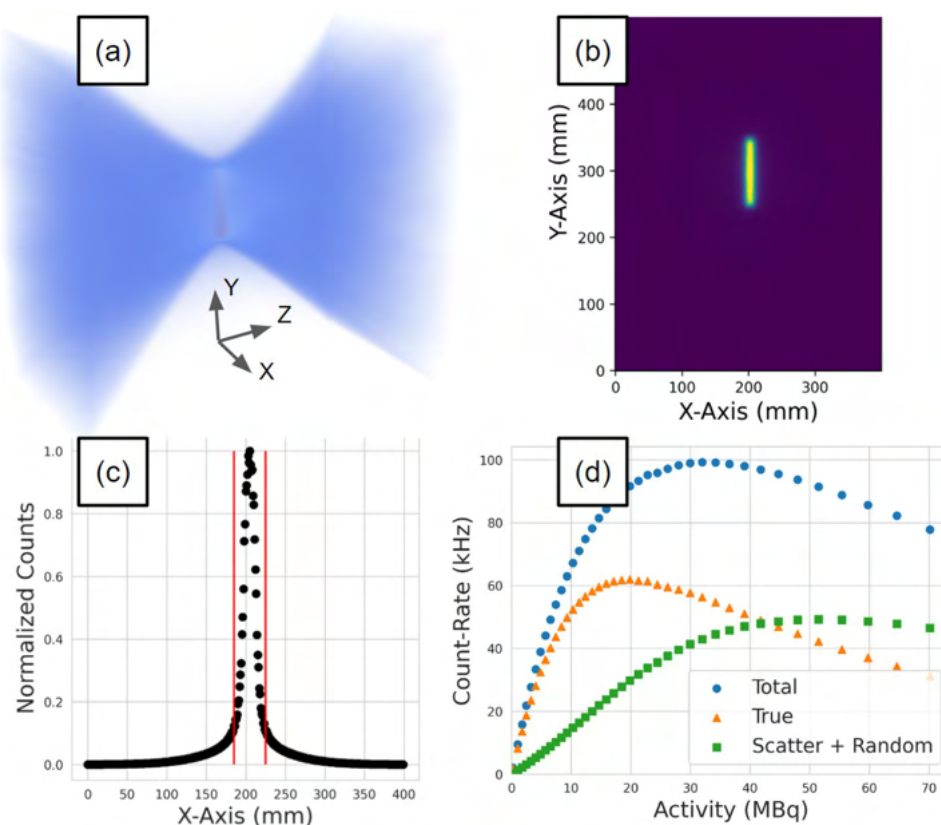 (a)
Y
Z
X
(b)
Y-Axis (mm)
400
300
200
100
0
0 100 200 300
X-Axis (mm)
(c)
Normalized Counts
1.0
0.8
0.6
0.4
0.2
0.0
0 50 100 150 200 250 300 350 400
X-Axis (mm)
(d)
Count-Rate (kHz)
100
80
60
40
20
0
0 10 20 30 40 50 60 70
Activity (MBq)
Total
True
Scatter + Random